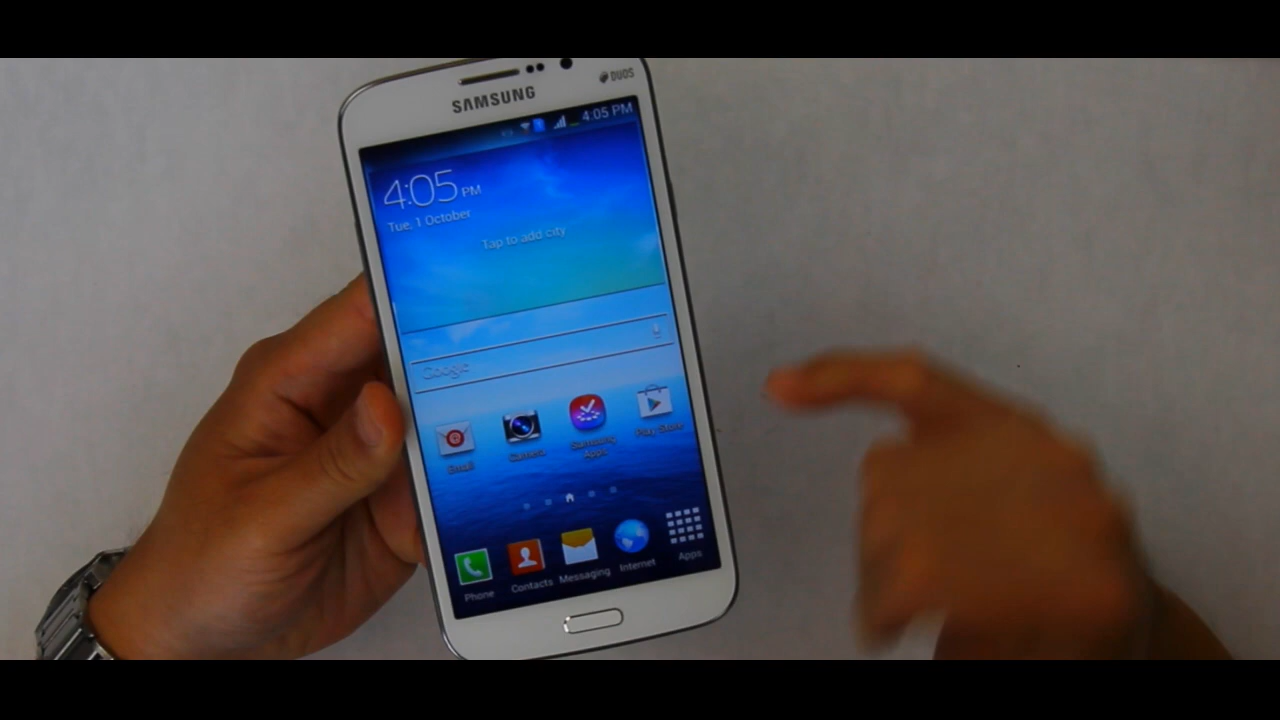 DUOS
SAMSUNG
4:05 PM
4:05 PM
Tue, 1 October
Tap to add city
Google
Email
Camera
Samsung
Apps
Play Store
Phone
Contacts
Messaging
Internet
Apps